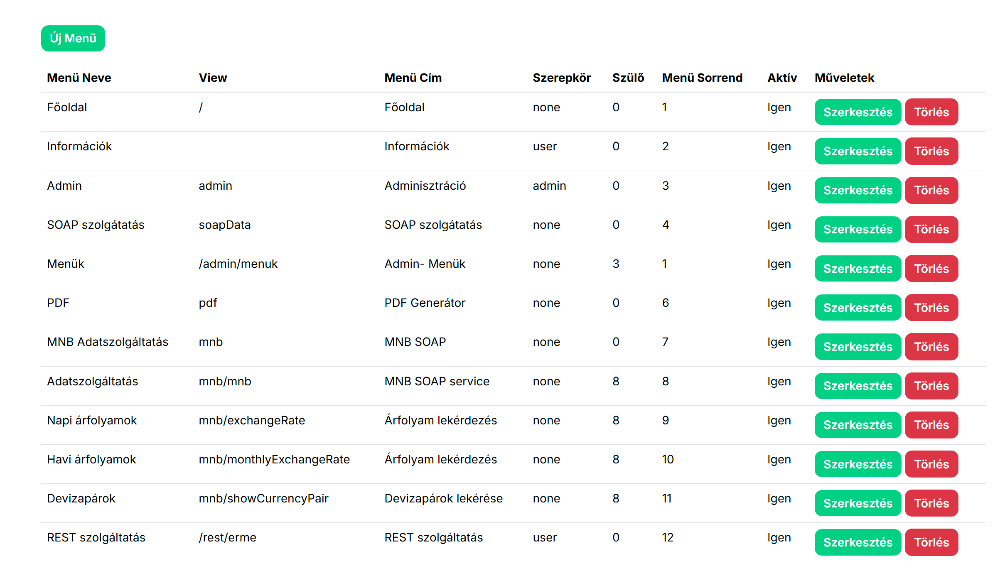 Új Menü
Menü Neve View Menü Cím Szerepkör Szülő Menü Sorrend Aktív Műveletek
Főoldal / Főoldal none 0 1 Igen Szerkesztés Törlés
Információk Információk user 0 2 Igen Szerkesztés Törlés
Admin admin Adminisztráció admin 0 3 Igen Szerkesztés Törlés
SOAP szolgátatás soapData SOAP szolgátatás none 0 4 Igen Szerkesztés Törlés
Menük /admin/menuk Admin- Menük none 3 1 Igen Szerkesztés Törlés
PDF pdf PDF Generátor none 0 6 Igen Szerkesztés Törlés
MNB Adatszolgáltatás mnb MNB SOAP none 0 7 Igen Szerkesztés Törlés
Adatszolgáltatás mnb/mnb MNB SOAP service none 8 8 Igen Szerkesztés Törlés
Napi árfolyamok mnb/exchangeRate Árfolyam lekérdezés none 8 9 Igen Szerkesztés Törlés
Havi árfolyamok mnb/monthlyExchangeRate Árfolyam lekérdezés none 8 10 Igen Szerkesztés Törlés
Devizapárok mnb/showCurrencyPair Devizapárok lekérése none 8 11 Igen Szerkesztés Törlés
REST szolgáltatás /rest/erme REST szolgáltatás user 0 12 Igen Szerkesztés Törlés